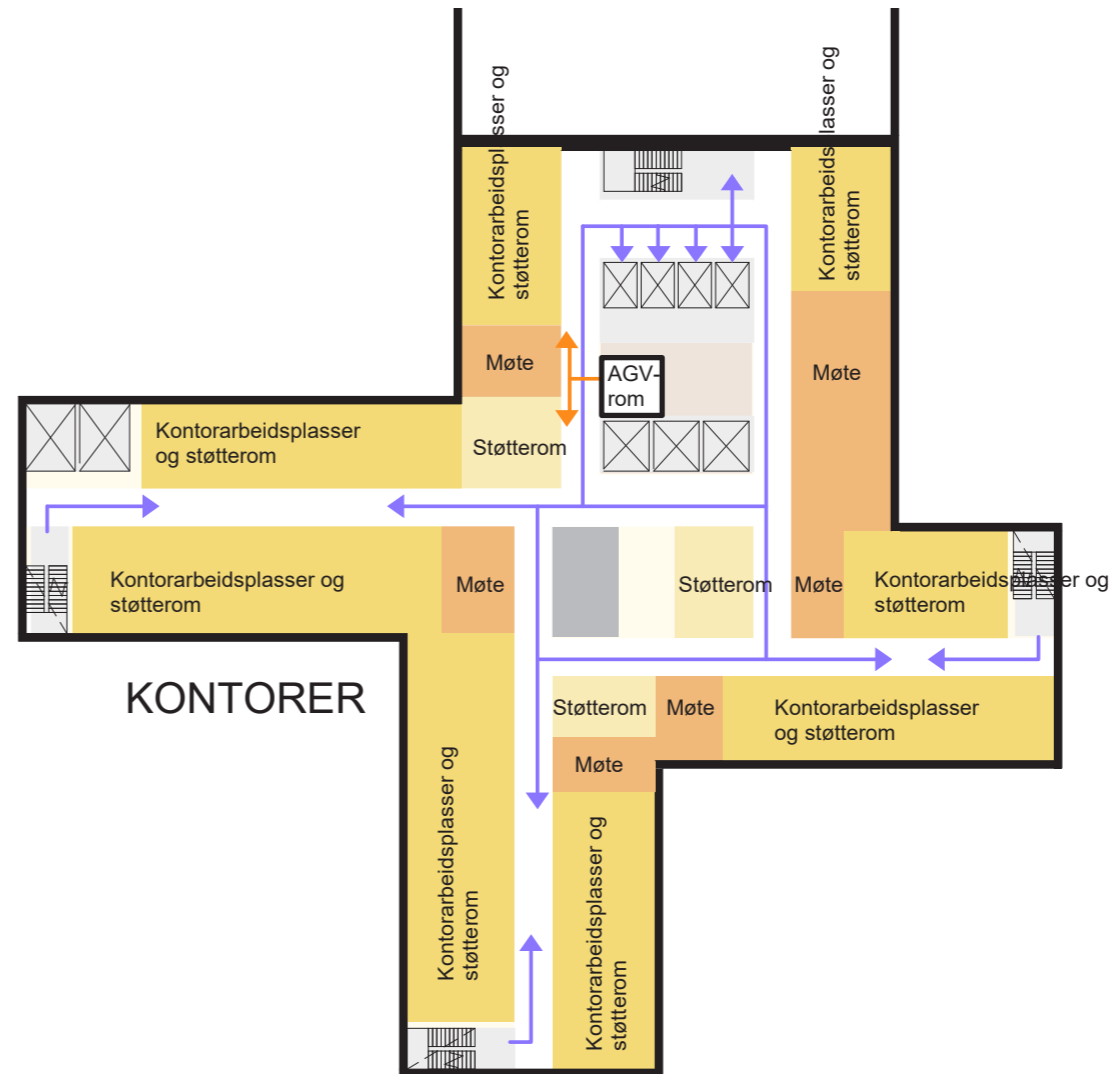 Kontorarbeidsplasser og
støtterom
Kontorarbeidsplasser og
støtterom
Møte
AGV-
rom
Møte
Kontorarbeidsplasser
og støtterom
Støtterom
Kontorarbeidsplasser og
støtterom
Møte
Støtterom
Møte
Kontorarbeidsplasser og
støtterom
KONTORER
Støtterom
Møte
Kontorarbeidsplasser
og støtterom
Møte
Kontorarbeidsplasser og
støtterom
Kontorarbeidsplasser og
støtterom